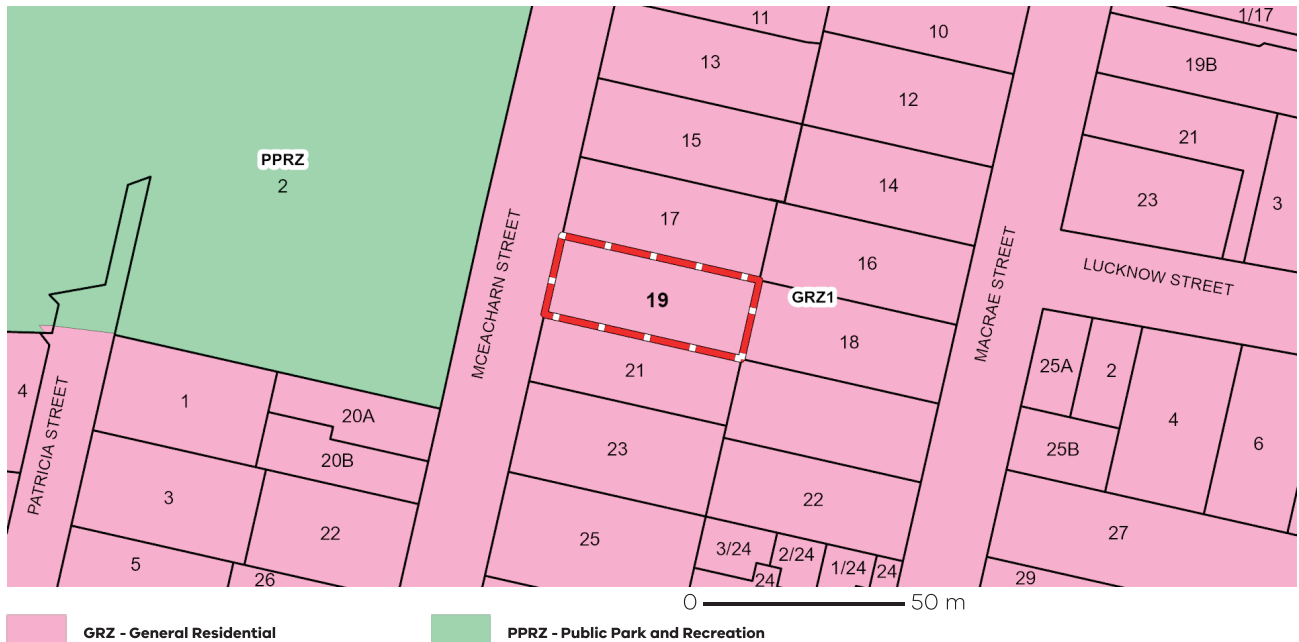 11
10
1/17
13
19B
12
15
21
PPRZ
2
14
23
3
17
MCEACHARN STREET
16
MACRAE STREET
LUCKNOW STREET
19
GRZ1
18
4
21
25A
2
1
20A
4
6
PATRICIA STREET
23
25B
20B
3
22
22
27
25
3/24
2/24
1/24
24
24
5
26
29
0 50 m
GRZ - General Residential
PPRZ - Public Park and Recreation